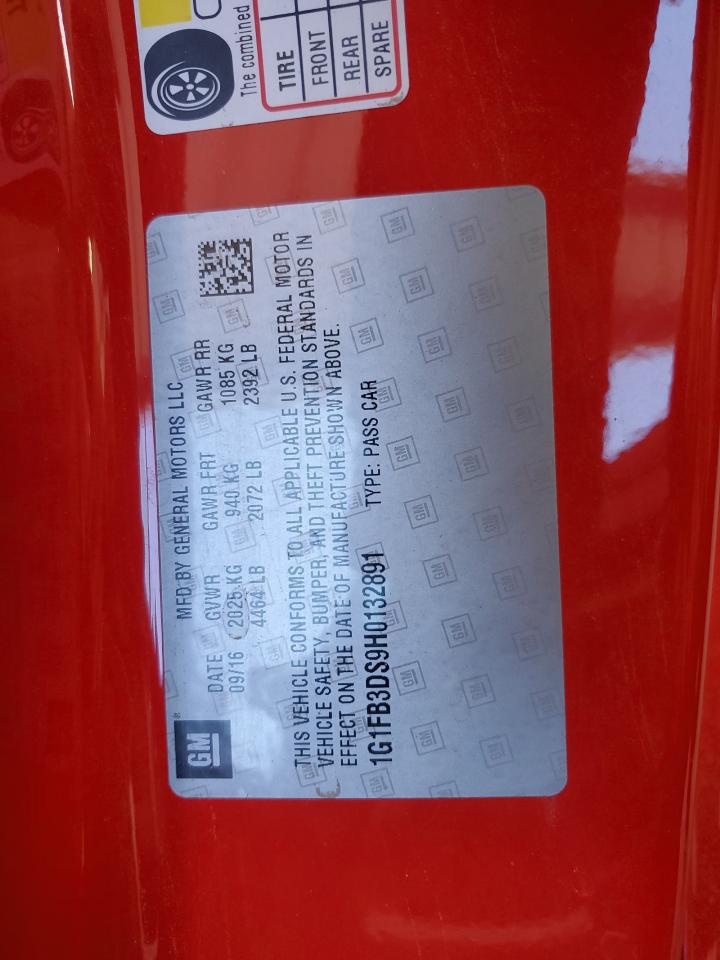 The combined
TIRE
FRONT
REAR
SPARE
GM
®
MFD BY GENERAL MOTORS LLC
DATE GVWR GAWR FRT GAWR RR
09/16 2025 KG 940 KG 1085 KG
4464 LB 2072 LB 2392 LB
THIS VEHICLE CONFORMS TO ALL APPLICABLE U.S. FEDERAL MOTOR
VEHICLE SAFETY, BUMPER, AND THEFT PREVENTION STANDARDS IN
EFFECT ON THE DATE OF MANUFACTURE SHOWN ABOVE.
1G1FB3DS9H0132891 TYPE: PASS CAR